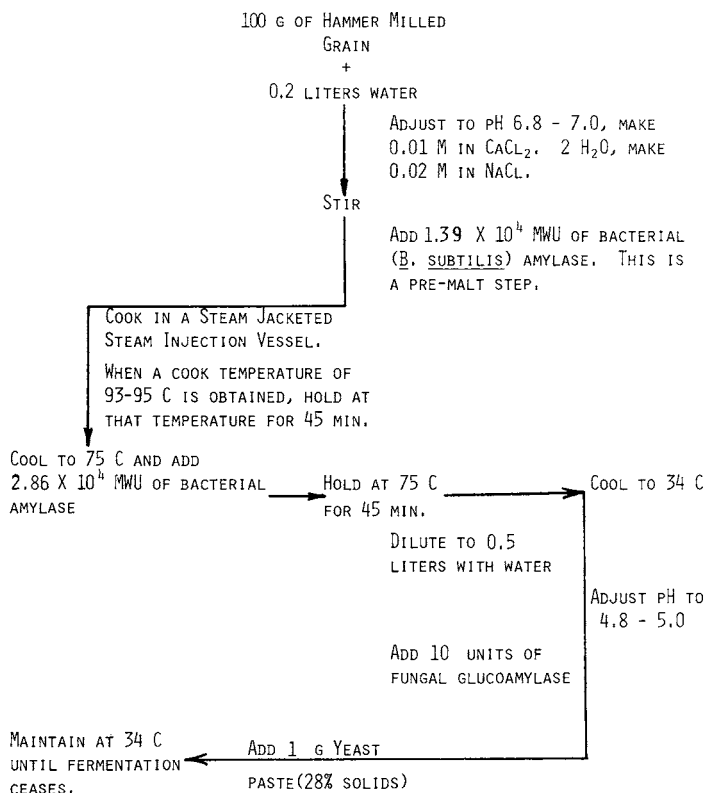 100 G OF HAMMER MILLED
GRAIN
+
0.2 LITERS WATER
ADJUST TO PH 6.8 - 7.0, MAKE
0.01 M IN CACL₂. 2 H₂O, MAKE
0.02 M IN NACL.
STIR
ADD 1.39 X 10⁴ MWU OF BACTERIAL
(B. SUBTILIS) AMYLASE. THIS IS
A PRE-MALT STEP.
COOK IN A STEAM JACKETED
STEAM INJECTION VESSEL.
WHEN A COOK TEMPERATURE OF
93-95 C IS OBTAINED, HOLD AT
THAT TEMPERATURE FOR 45 MIN.
COOL TO 75 C AND ADD
2.86 X 10⁴ MWU OF BACTERIAL
AMYLASE
HOLD AT 75 C
FOR 45 MIN.
COOL TO 34 C
DILUTE TO 0.5
LITERS WITH WATER
ADJUST PH TO
4.8 - 5.0
ADD 10 UNITS OF
FUNGAL GLUCOAMYLASE
ADD 1 G YEAST
PASTE(28% SOLIDS)
MAINTAIN AT 34 C
UNTIL FERMENTATION
CEASES.